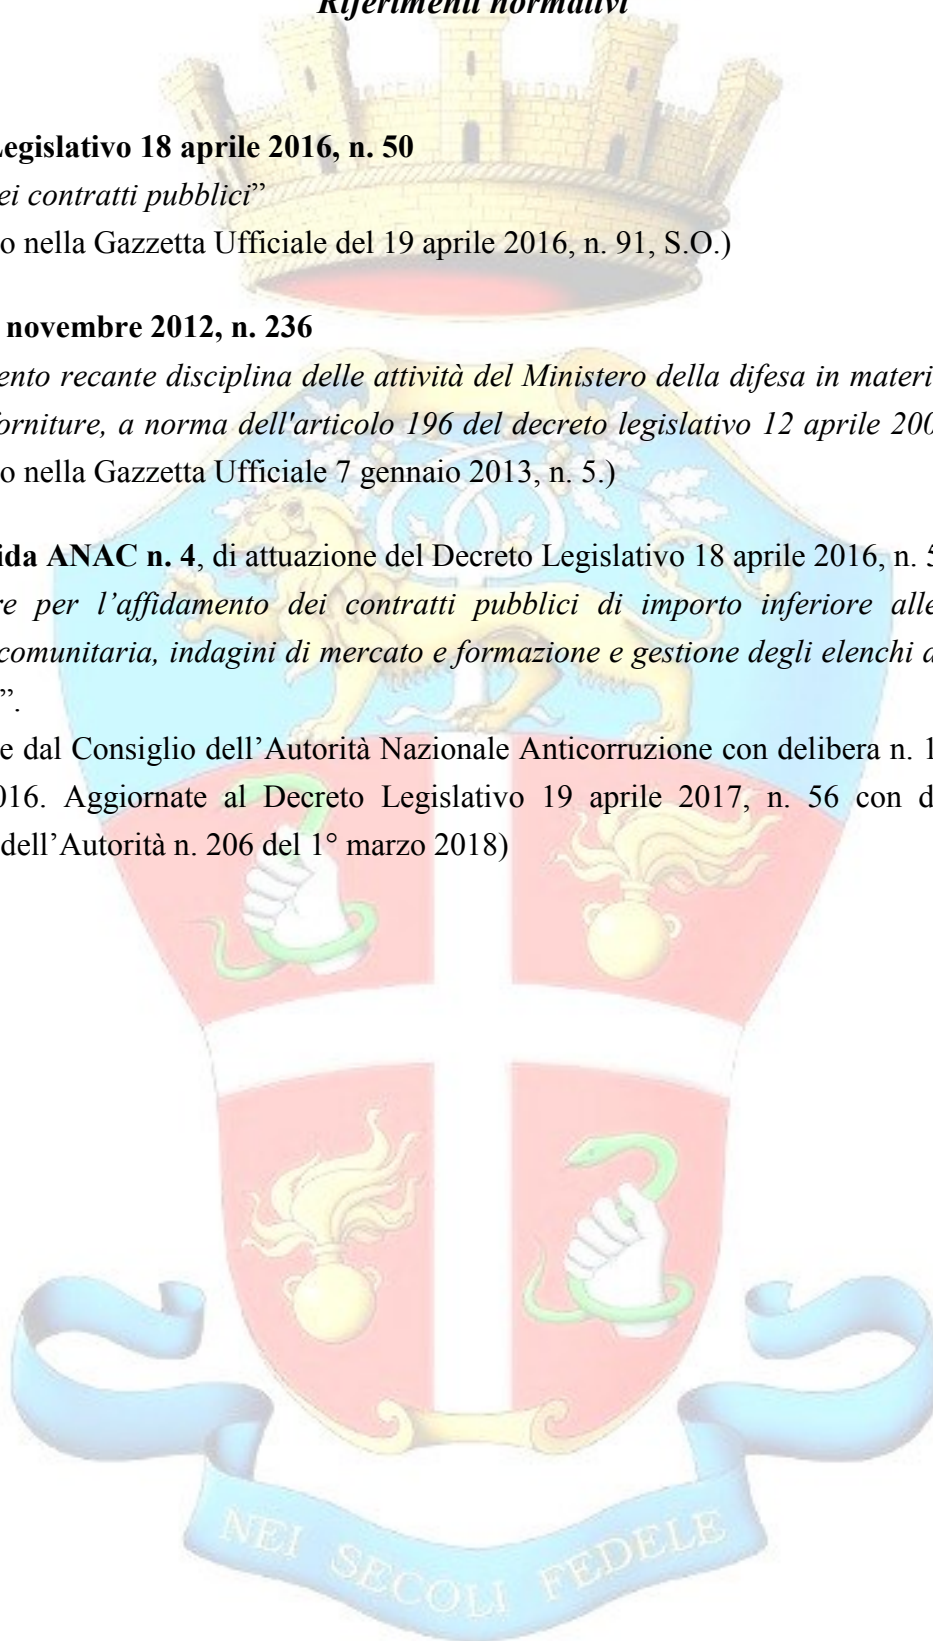 Riferimenti normativi
Legislativo 18 aprile 2016, n. 50
ei contratti pubblici”
o nella Gazzetta Ufficiale del 19 aprile 2016, n. 91, S.O.)
novembre 2012, n. 236
ento recante disciplina delle attività del Ministero della difesa in materi
forniture, a norma dell'articolo 196 del decreto legislativo 12 aprile 200
o nella Gazzetta Ufficiale 7 gennaio 2013, n. 5.)
ida ANAC n. 4, di attuazione del Decreto Legislativo 18 aprile 2016, n. 5
re per l’affidamento dei contratti pubblici di importo inferiore alle
comunitaria, indagini di mercato e formazione e gestione degli elenchi d
”.
e dal Consiglio dell’Autorità Nazionale Anticorruzione con delibera n. 1
016. Aggiornate al Decreto Legislativo 19 aprile 2017, n. 56 con d
dell’Autorità n. 206 del 1° marzo 2018)
NEI SECOLI FEDELE